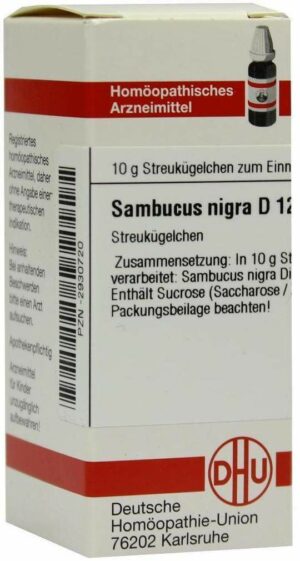 Homöopathisches
Arzneimittel
10 g Streukügelchen zum Einn
Sambucus nigra D 12
Streukügelchen
Zusammensetzung: In 10 g St
verarbeitet: Sambucus nigra Di
Enthält Sucrose (Saccharose /
Packungsbeilage beachten!
DHU
Deutsche
Homöopathie-Union
76202 Karlsruhe
Registriertes
homöopathisches
Arzneimittel, daher
ohne Angabe einer
therapeutischen
Indikation.
Hinweis:
Bei anhaltenden
Beschwerden
bitte einen Arzt
aufsuchen.
Apothekenpflichtig
Arzneimittel
für Kinder
unzugänglich
aufbewahren!
PZN -2930720